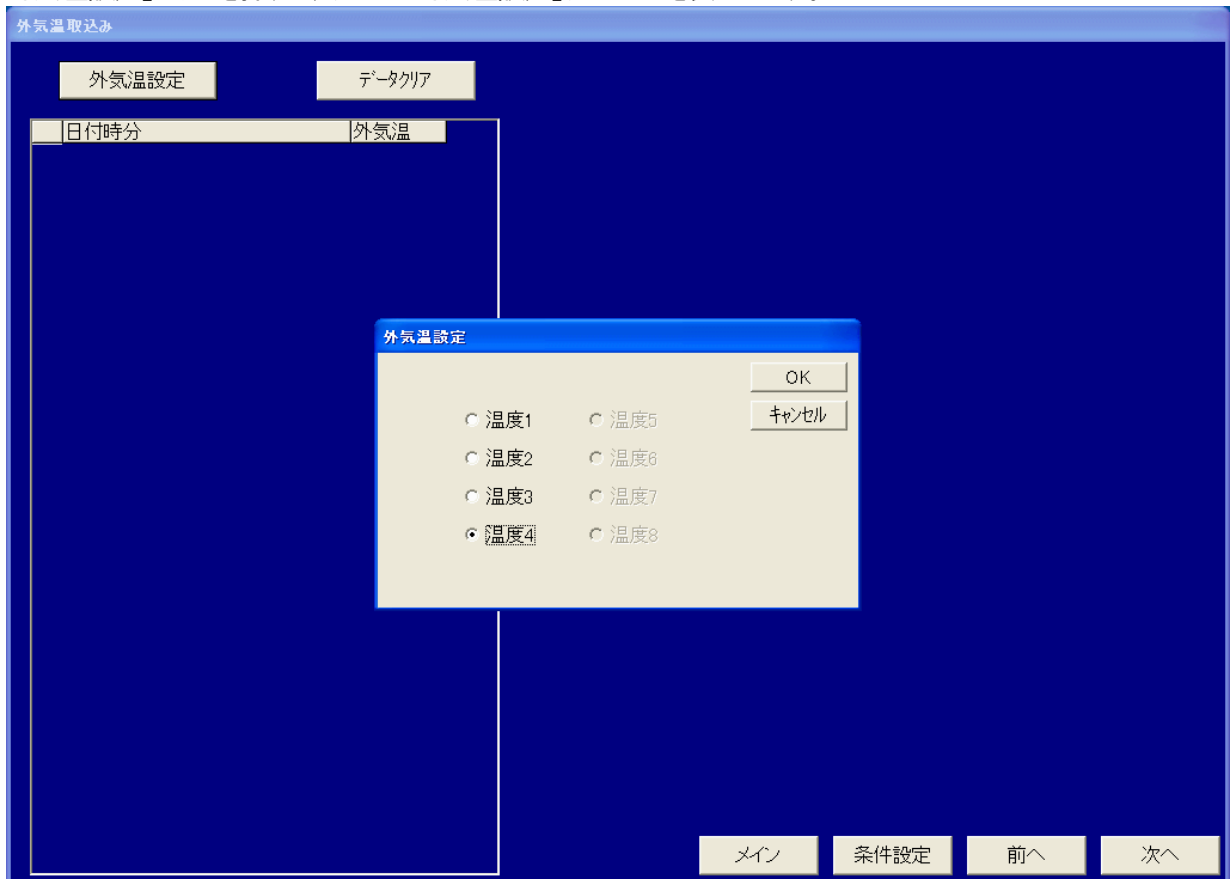 外気温取込み
外気温設定 データクリア
日付時分 外気温
外気温設定
OK
キャンセル
温度1 温度5
温度2 温度6
温度3 温度7
温度4 温度8
メイン 条件設定 前へ 次へ